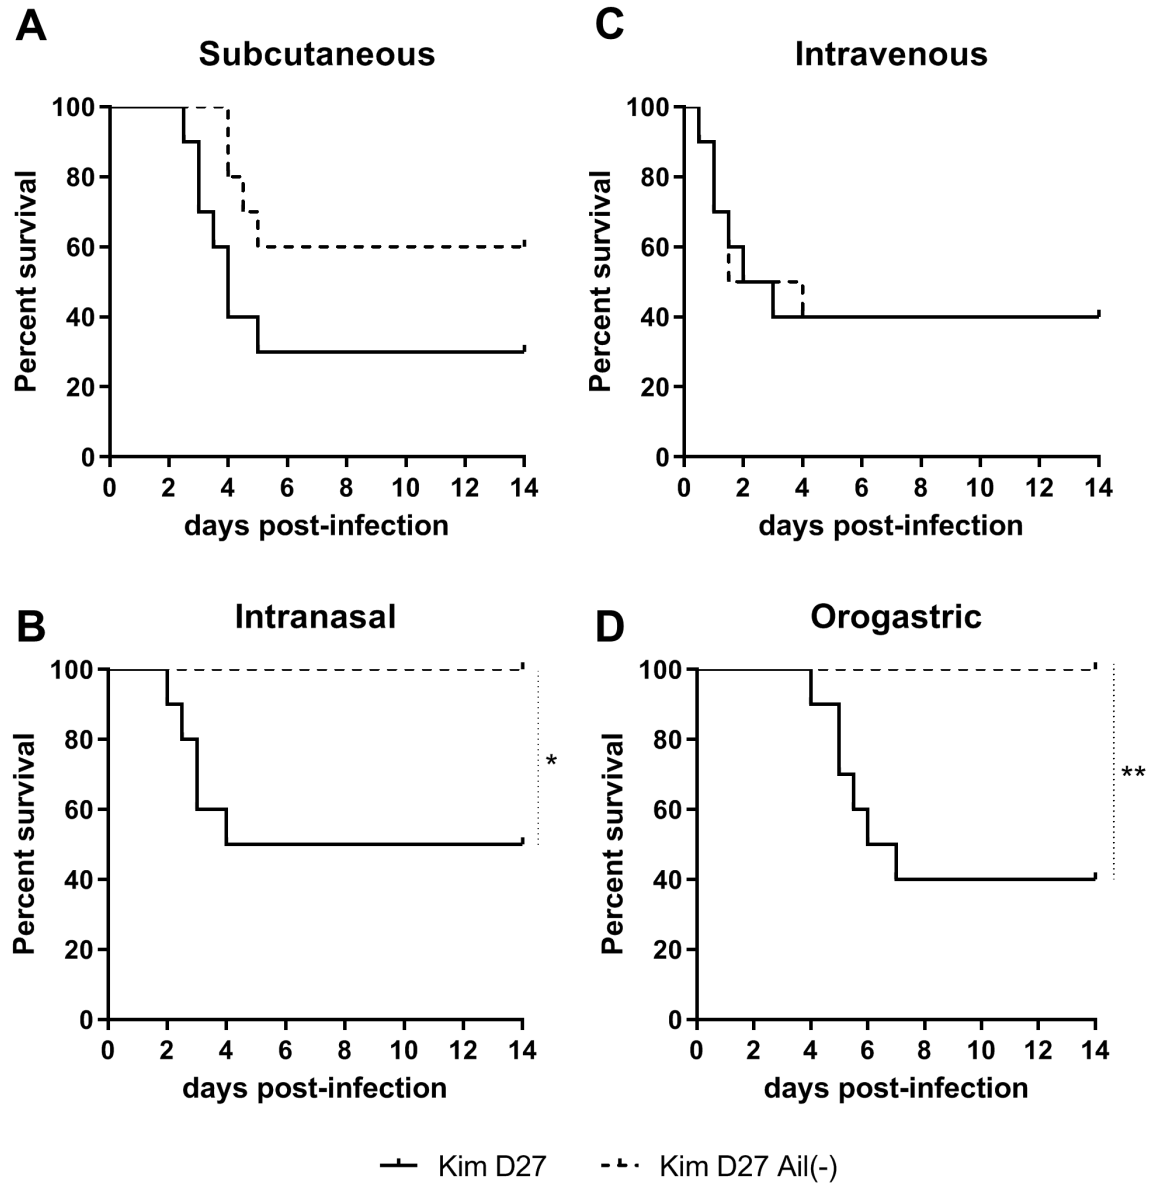 A
Subcutaneous
100
80
60
40
20
0
Percent survival
0 2 4 6 8 10 12 14
days post-infection
C
Intravenous
100
80
60
40
20
0
Percent survival
0 2 4 6 8 10 12 14
days post-infection
B
Intranasal
100
80
60
40
20
0
Percent survival
*
0 2 4 6 8 10 12 14
days post-infection
D
Orogastric
100
80
60
40
20
0
Percent survival
**
0 2 4 6 8 10 12 14
days post-infection
Kim D27
Kim D27 Ail(-)